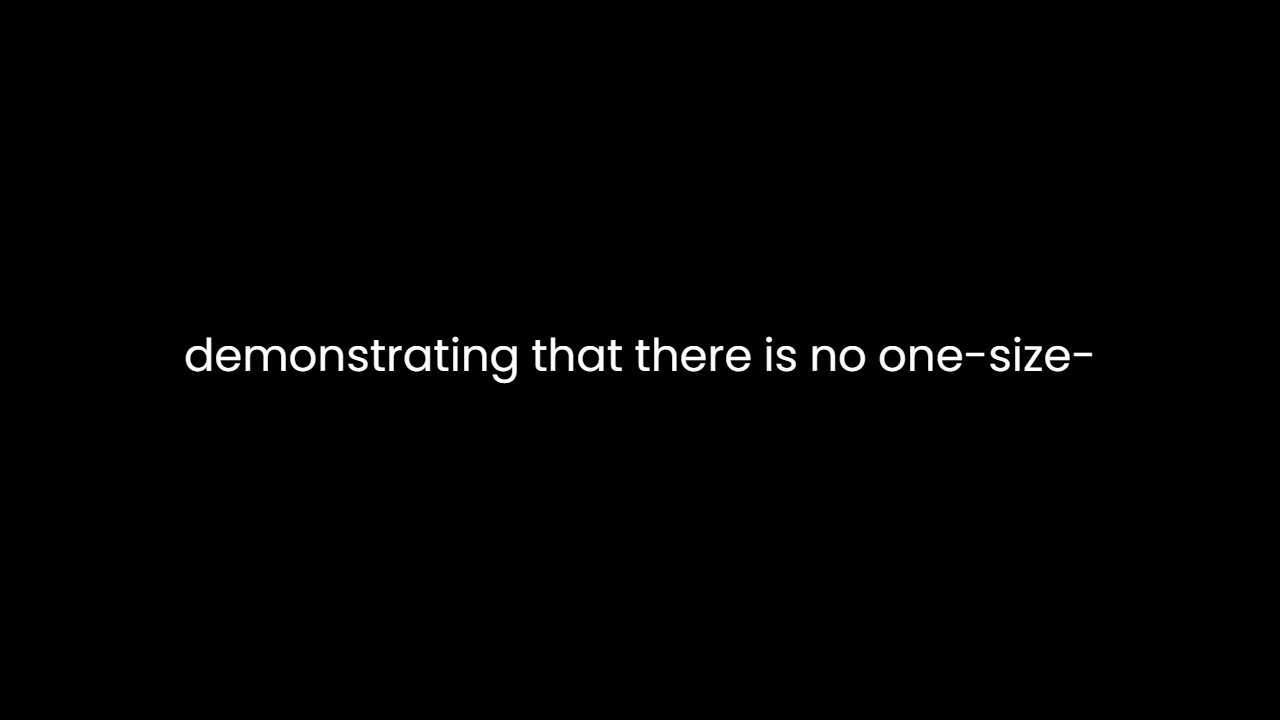 demonstrating that there is no one-size-